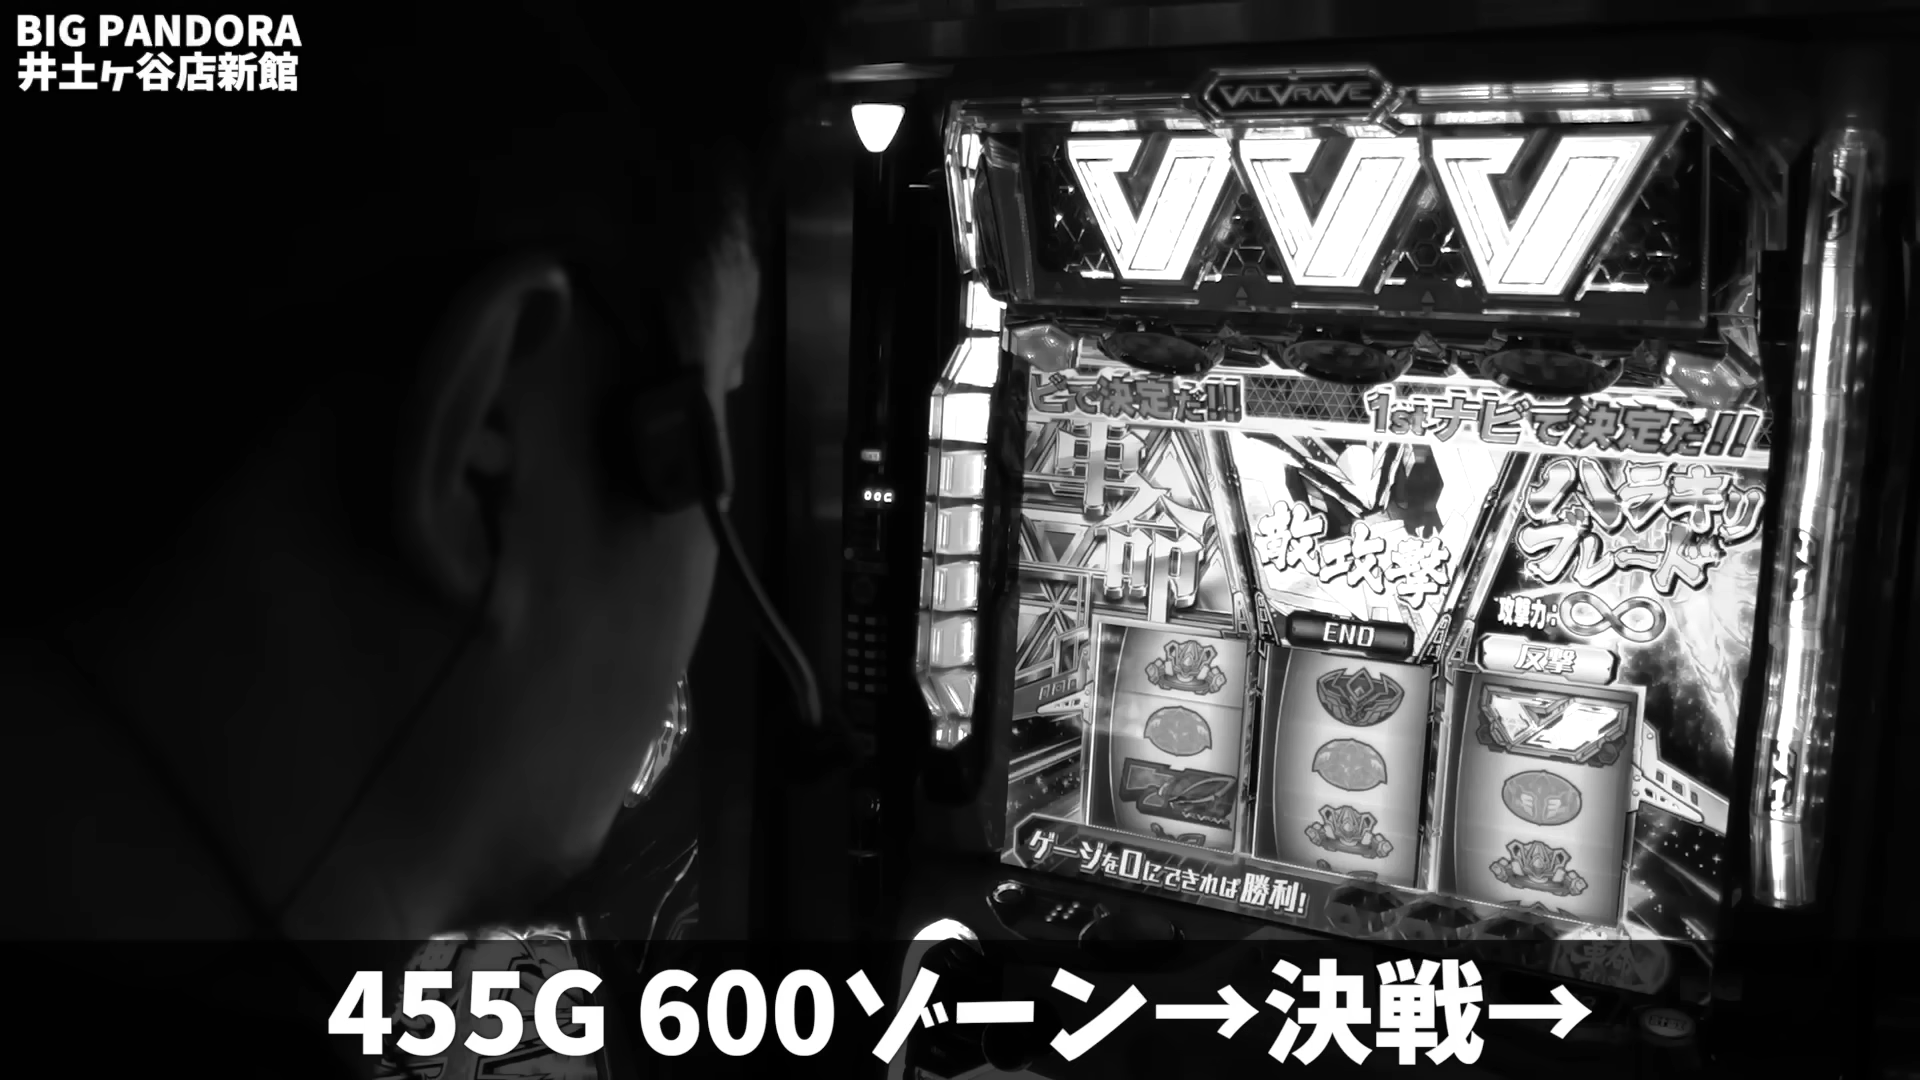 BIG PANDORA
井土ヶ谷店新館
VALVRAVE
VVV
ビで決定だ!!
1stナビで決定だ!!
革命
敵攻撃
END
ハラキリ
ブレード
攻撃力:∞
反撃
ゲージを0にできれば勝利!
455G 600ゾーン→決戦→